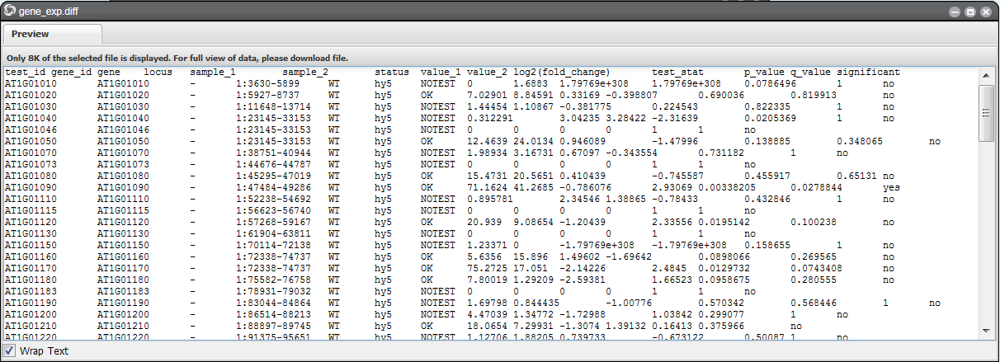 gene_exp.diff
Preview
Only 8K of the selected file is displayed. For full view of data, please download file.
test_id gene_id gene locus sample_1 sample_2 status value_1 value_2 log2(fold_change) test_stat p_value q_value significant
AT1G01010 AT1G01010 - 1:3630-5899 WT hy5 NOTEST 0 1.6883 1.79769e+308 1.79769e+308 0.0786496 1 no
AT1G01020 AT1G01020 - 1:5927-8737 WT hy5 OK 7.02901 8.84591 0.33169 -0.398807 0.690036 0.819913 no
AT1G01030 AT1G01030 - 1:11648-13714 WT hy5 NOTEST 1.44454 1.10867 -0.381775 0.224543 0.822335 1 no
AT1G01040 AT1G01040 - 1:23145-33153 WT hy5 NOTEST 0.312291 3.04235 3.28422 -2.31639 0.0205369 1 no
AT1G01046 AT1G01046 - 1:23145-33153 WT hy5 NOTEST 0 0 0 0 1 1 no
AT1G01050 AT1G01050 - 1:23145-33153 WT hy5 OK 12.4639 24.0134 0.946089 -1.47996 0.138885 0.348065 no
AT1G01070 AT1G01070 - 1:38751-40944 WT hy5 NOTEST 1.98934 3.16731 0.67097 -0.343554 0.731182 1 no
AT1G01073 AT1G01073 - 1:44676-44787 WT hy5 NOTEST 0 0 0 0 1 1 no
AT1G01080 AT1G01080 - 1:45295-47019 WT hy5 OK 15.4731 20.5651 0.410439 -0.745587 0.455917 0.65131 no
AT1G01090 AT1G01090 - 1:47484-49286 WT hy5 OK 71.1624 41.2685 -0.786076 2.93069 0.00338205 0.0278844 yes
AT1G01110 AT1G01110 - 1:52238-54692 WT hy5 NOTEST 0.895781 2.34546 1.38865 -0.78433 0.432846 1 no
AT1G01115 AT1G01115 - 1:56623-56740 WT hy5 NOTEST 0 0 0 0 1 1 no
AT1G01120 AT1G01120 - 1:57268-59167 WT hy5 OK 20.939 9.08654 -1.20439 2.33556 0.0195142 0.100238 no
AT1G01130 AT1G01130 - 1:61904-63811 WT hy5 NOTEST 0 0 0 0 1 1 no
AT1G01150 AT1G01150 - 1:70114-72138 WT hy5 NOTEST 1.23371 0 -1.79769e+308 -1.79769e+308 0.158655 1 no
AT1G01160 AT1G01160 - 1:72338-74737 WT hy5 OK 5.6356 15.896 1.49602 -1.69642 0.0898066 0.269565 no
AT1G01170 AT1G01170 - 1:72338-74737 WT hy5 OK 75.2725 17.051 -2.14226 2.4845 0.0129732 0.0743408 no
AT1G01180 AT1G01180 - 1:75582-76758 WT hy5 OK 7.80019 1.29209 -2.59381 1.66523 0.0958675 0.280555 no
AT1G01183 AT1G01183 - 1:78931-79032 WT hy5 NOTEST 0 0 0 0 1 1 no
AT1G01190 AT1G01190 - 1:83044-84864 WT hy5 NOTEST 1.69798 0.844435 -1.00776 0.570342 0.568446 1 no
AT1G01200 AT1G01200 - 1:86514-88213 WT hy5 NOTEST 4.47039 1.34772 -1.72988 1.03842 0.299077 1 no
AT1G01210 AT1G01210 - 1:88897-89745 WT hy5 OK 18.0654 7.29931 -1.3074 1.39132 0.16413 0.375966 no
AT1G01220 AT1G01220 - 1:91375-95651 WT hy5 NOTEST 1.12706 1.88205 0.739733 -0.673122 0.50087 1 no
Wrap Text